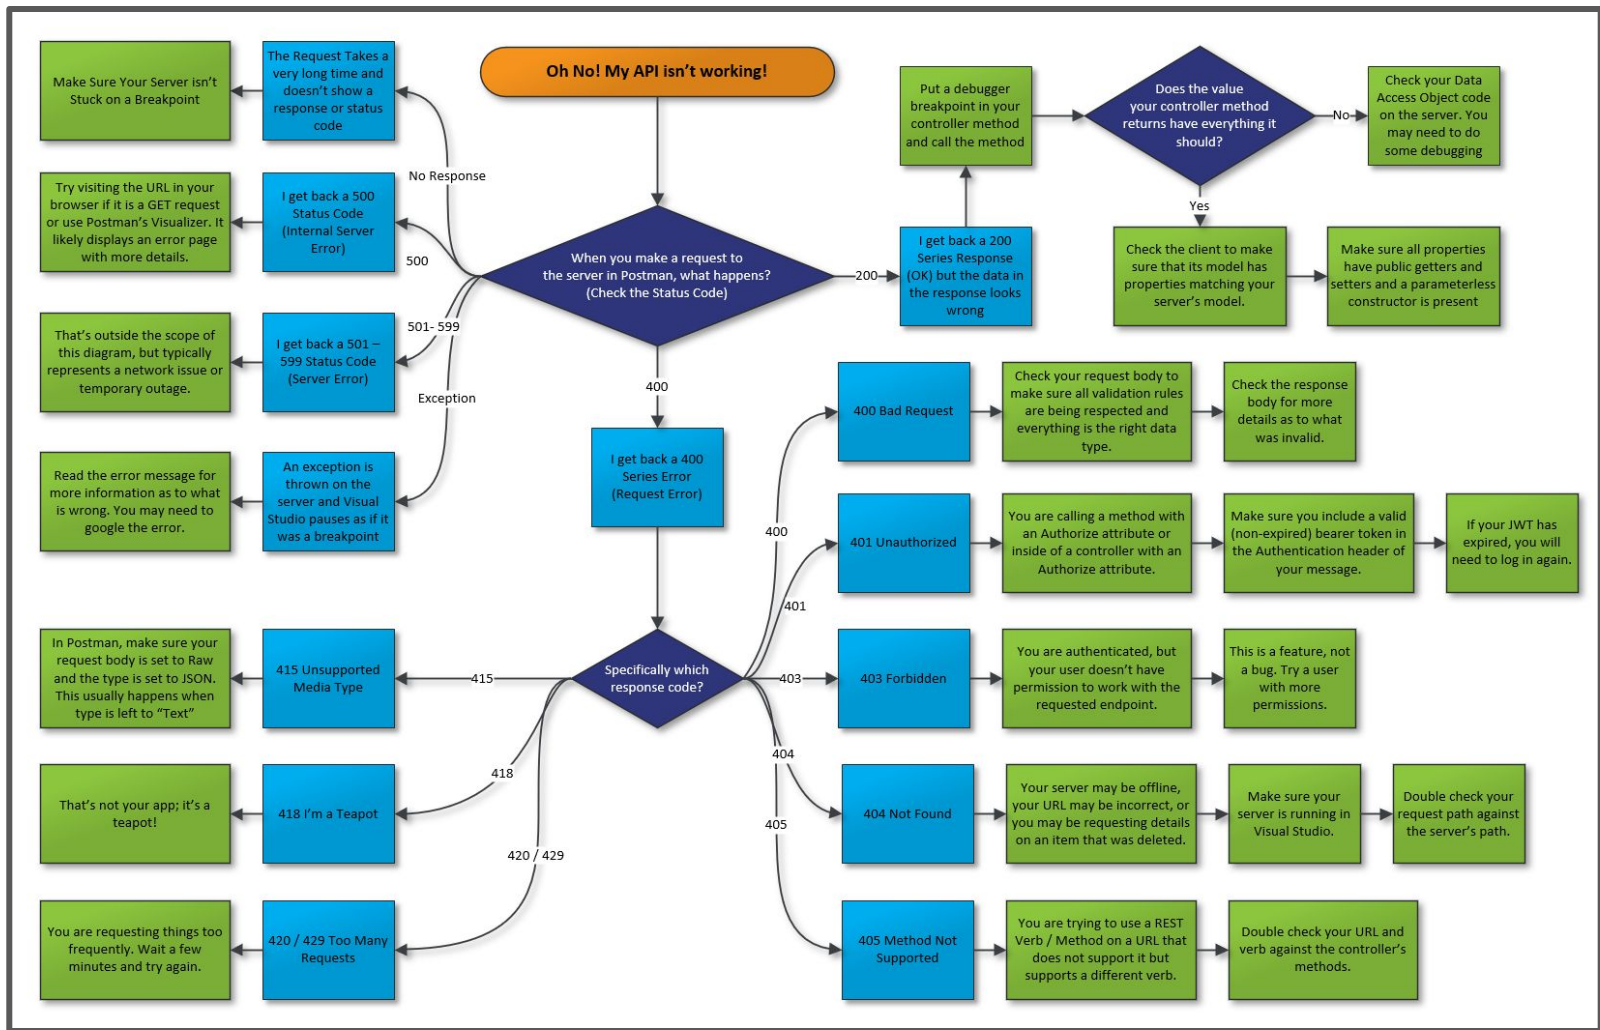 Oh No! My API isn't working!
When you make a request to
the server in Postman, what happens?
(Check the Status Code)
No Response
The Request Takes a
very long time and
doesn't show a
response or status
code
Make Sure Your Server isn't
Stuck on a Breakpoint
500
I get back a 500
Status Code
(Internal Server
Error)
Try visiting the URL in your
browser if it is a GET request
or use Postman's Visualizer. It
likely displays an error page
with more details.
501- 599
I get back a 501 –
599 Status Code
(Server Error)
That's outside the scope of
this diagram, but typically
represents a network issue or
temporary outage.
Exception
An exception is
thrown on the
server and Visual
Studio pauses as if it
was a breakpoint
Read the error message for
more information as to what
is wrong. You may need to
google the error.
200
I get back a 200
Series Response
(OK) but the data in
the response looks
wrong
Put a debugger
breakpoint in your
controller method
and call the method
Does the value
your controller method
returns have everything it
should?
No
Check your Data
Access Object code
on the server. You
may need to do
some debugging
Yes
Check the client to make
sure that its model has
properties matching your
server's model.
Make sure all properties
have public getters and
setters and a parameterless
constructor is present
400
I get back a 400
Series Error
(Request Error)
Specifically which
response code?
400
400 Bad Request
Check your request body to
make sure all validation rules
are being respected and
everything is the right data
type.
Check the response
body for more
details as to what
was invalid.
401
401 Unauthorized
You are calling a method with
an Authorize attribute or
inside of a controller with an
Authorize attribute.
Make sure you include a valid
(non-expired) bearer token in
the Authentication header of
your message.
If your JWT has
expired, you will
need to log in again.
403
403 Forbidden
You are authenticated, but
your user doesn't have
permission to work with the
requested endpoint.
This is a feature, not
a bug. Try a user
with more
permissions.
404
404 Not Found
Your server may be offline,
your URL may be incorrect, or
you may be requesting details
on an item that was deleted.
Make sure your
server is running in
Visual Studio.
Double check your
request path against
the server's path.
405
405 Method Not
Supported
You are trying to use a REST
Verb / Method on a URL that
does not support it but
supports a different verb.
Double check your URL and
verb against the controller's
methods.
415
415 Unsupported
Media Type
In Postman, make sure your
request body is set to Raw
and the type is set to JSON.
This usually happens when
type is left to “Text”
418
418 I'm a Teapot
That's not your app; it's a
teapot!
420 / 429
420 / 429 Too Many
Requests
You are requesting things too
frequently. Wait a few
minutes and try again.